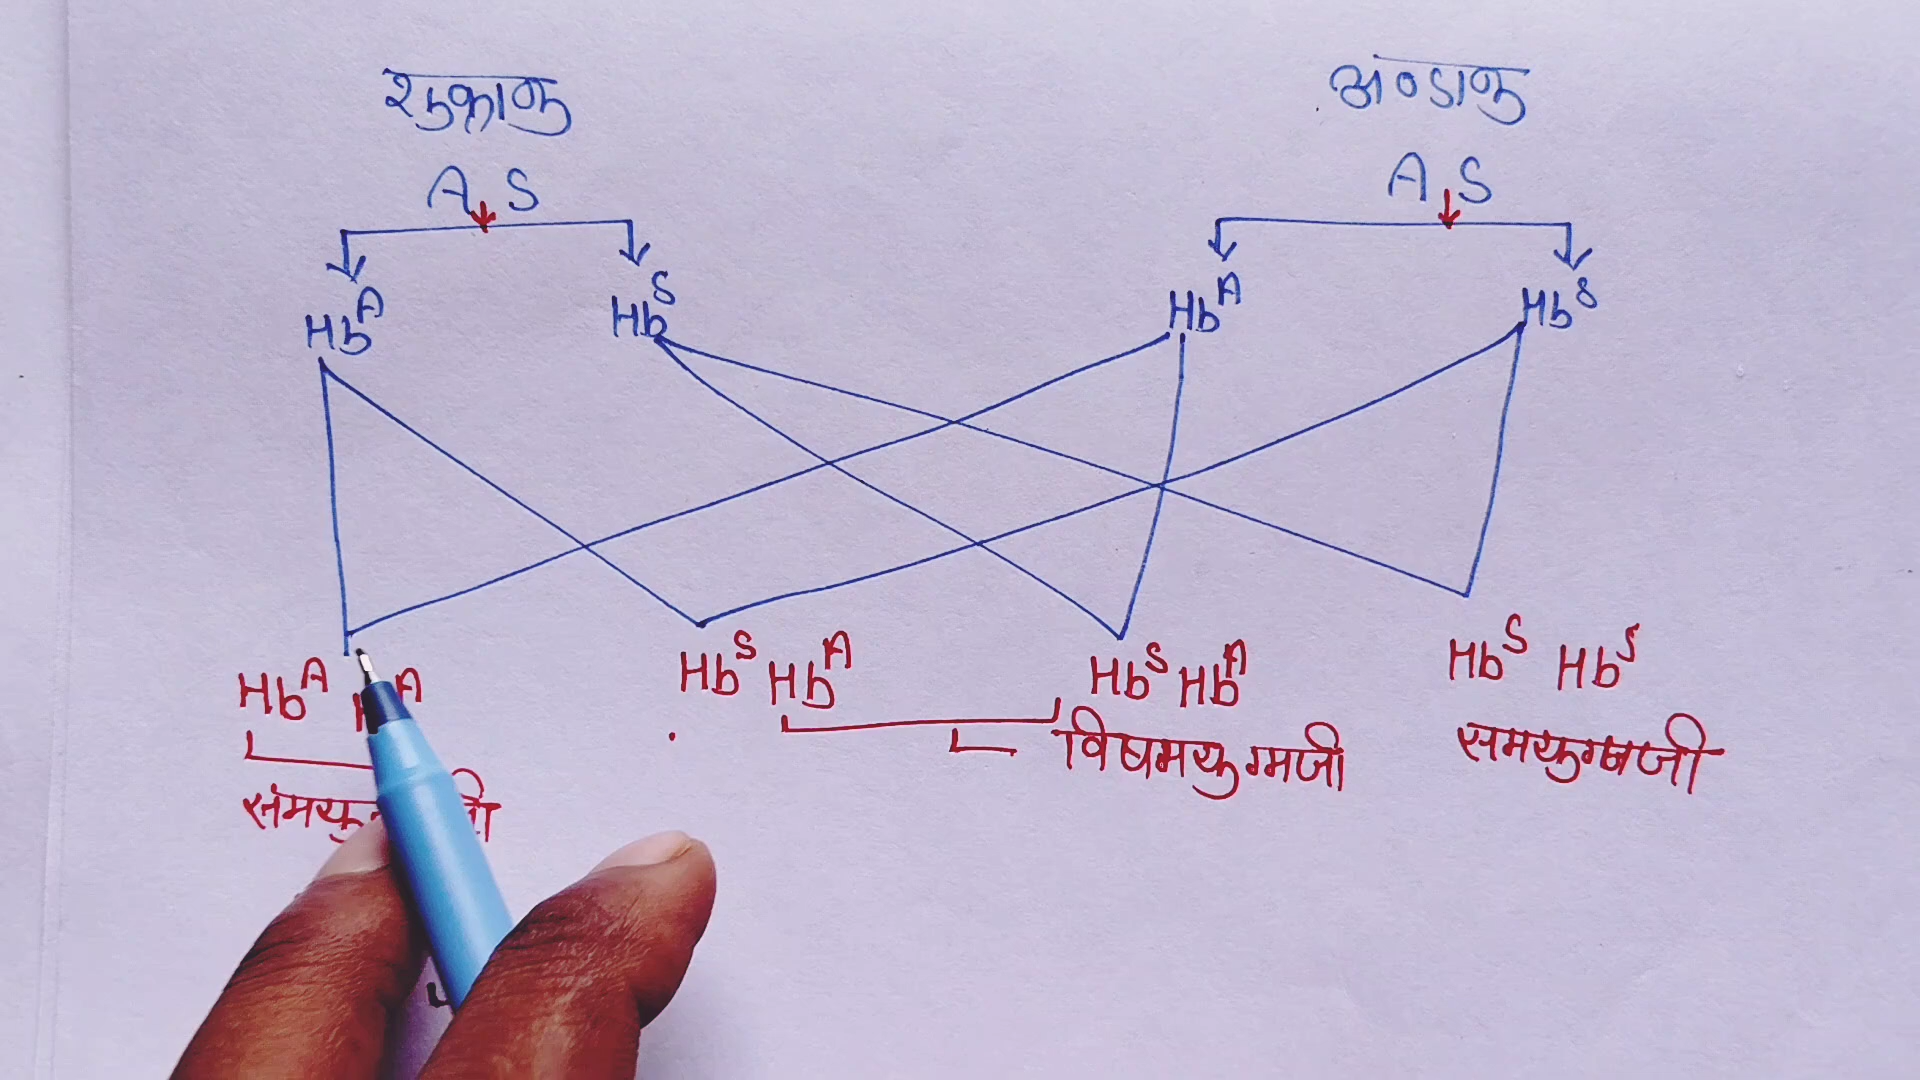 शुक्राणु
अण्डाणु
A S
A S
Hb^A
Hb^S
Hb^A
Hb^S
Hb^A
Hb^S Hb^A
Hb^S Hb^A
Hb^S Hb^S
विषमयुग्मजी
समयुग्मजी